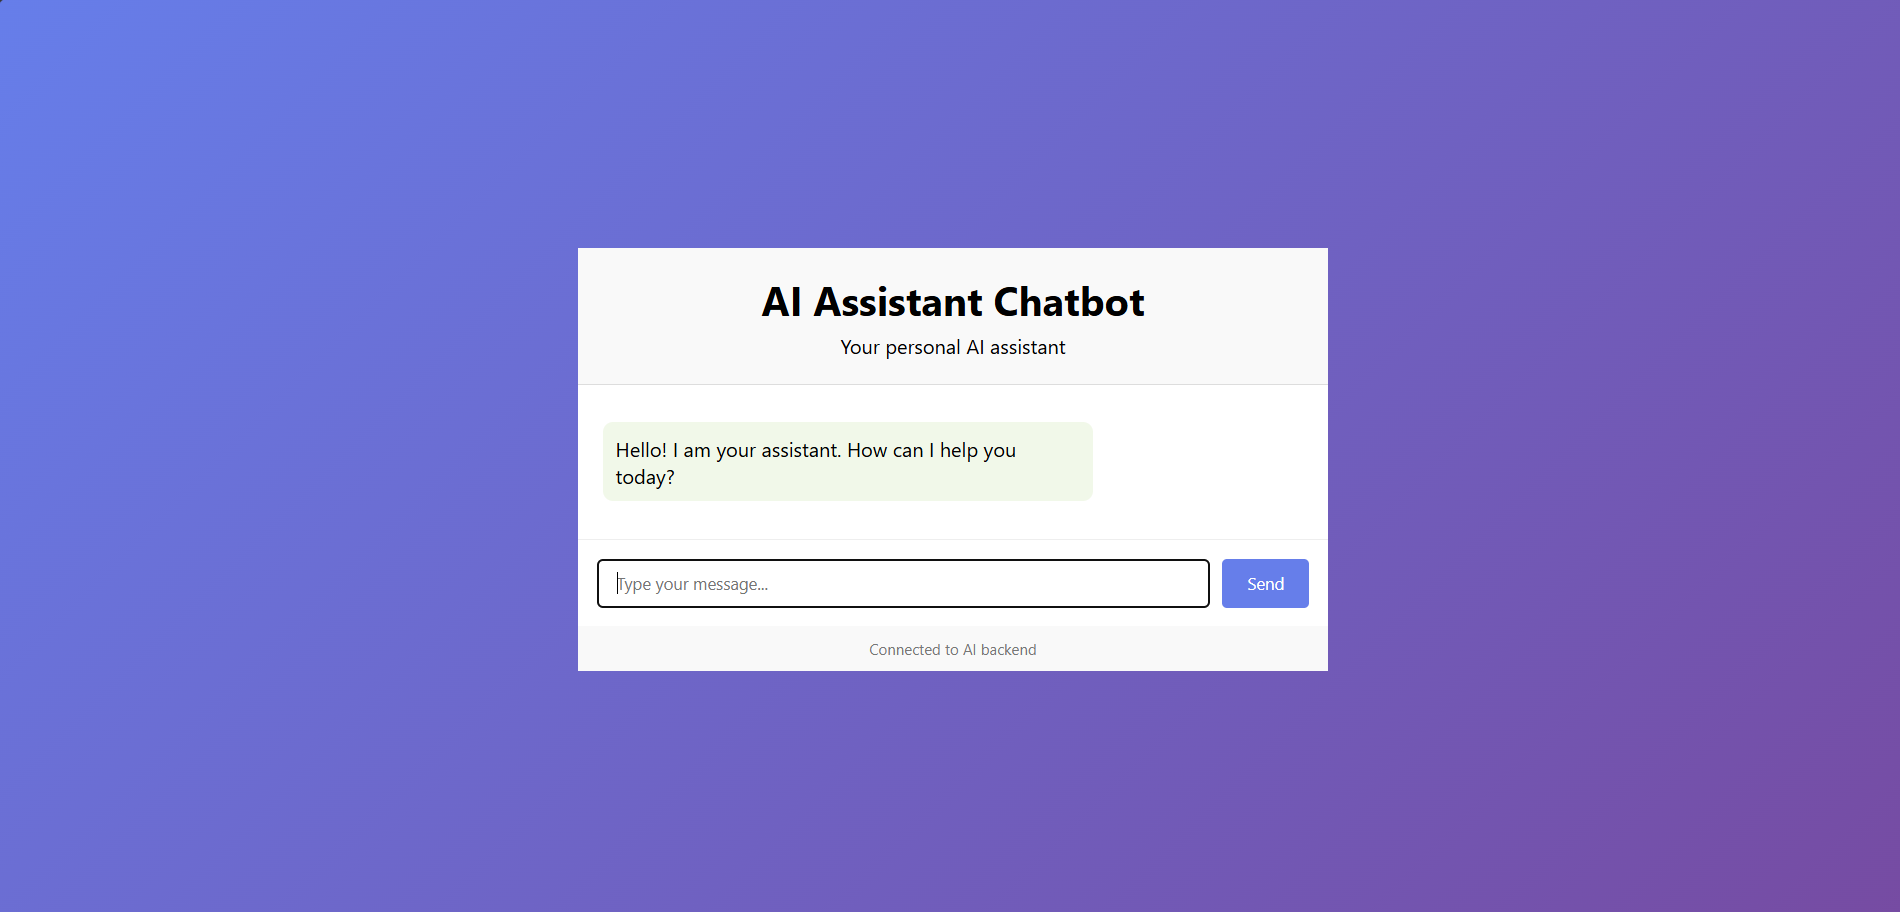 AI Assistant Chatbot
Your personal AI assistant
Hello! I am your assistant. How can I help you
today?
Type your message...
Send
Connected to AI backend